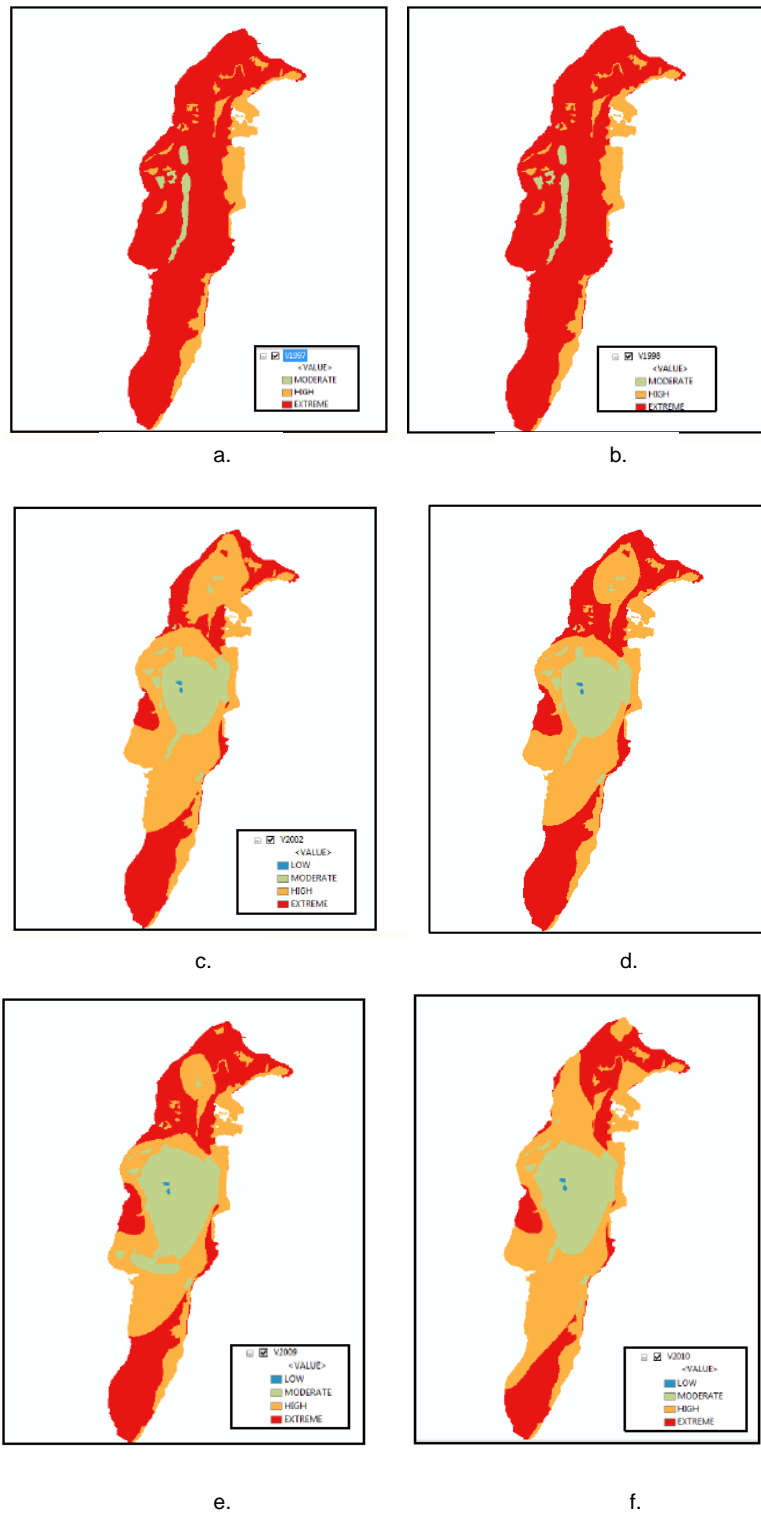 V1997
<VALUE>
MODERATE
HIGH
EXTREME
a.
V1998
<VALUE>
MODERATE
HIGH
EXTREME
b.
V2002
<VALUE>
LOW
MODERATE
HIGH
EXTREME
c.
d.
V2009
<VALUE>
LOW
MODERATE
HIGH
EXTREME
e.
V2010
<VALUE>
LOW
MODERATE
HIGH
EXTREME
f.